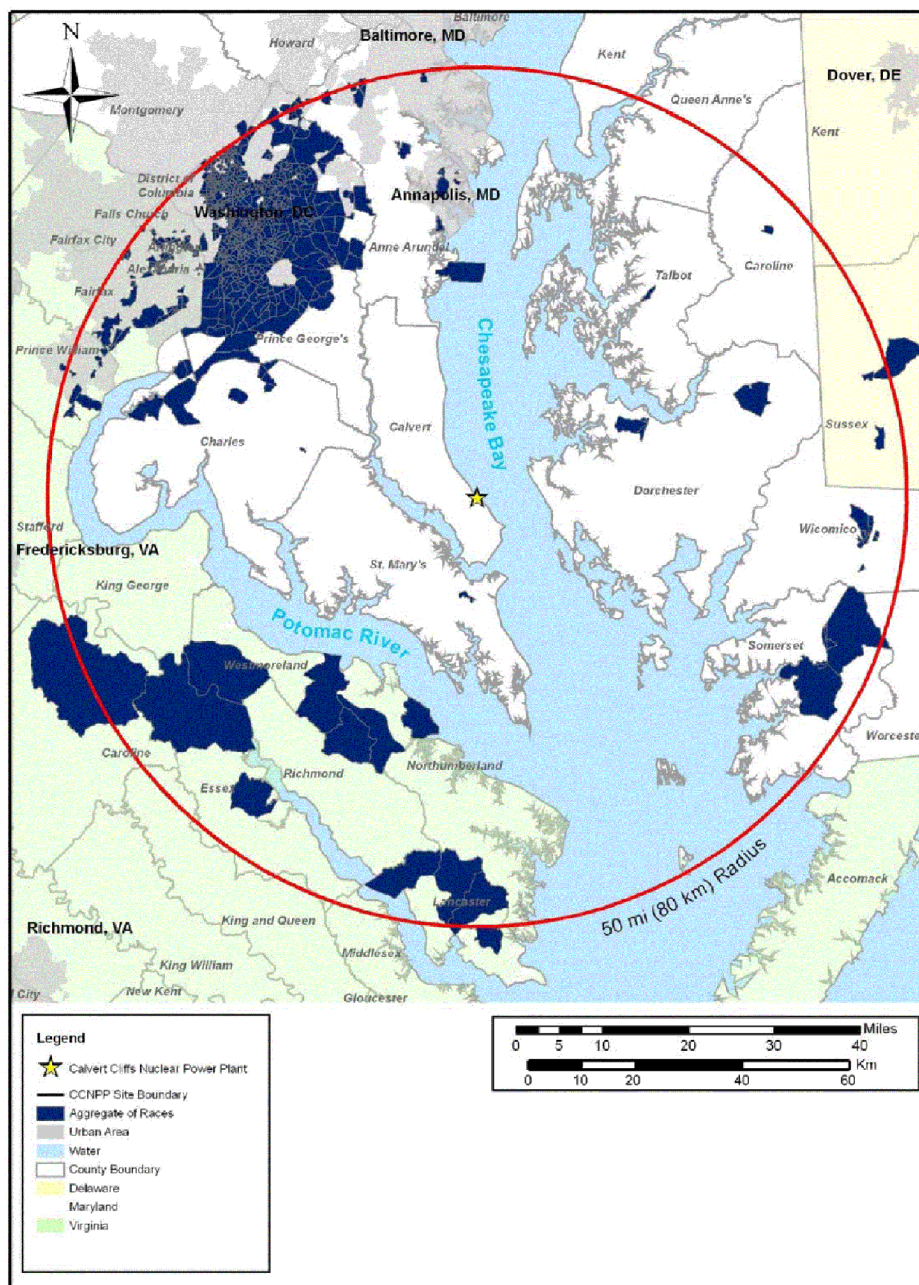 Baltimore
Baltimore, MD
N
Howard
Kent
Dover, DE
Queen Anne's
Montgomery
Kent
District of
Columbia
Annapolis, MD
Falls Church
Washington, DC
Fairfax City
Anne Arundel
Alexandria
Talbot
Caroline
Fairfax
Prince George's
Prince William
Chesapeake Bay
Calvert
Sussex
Charles
Dorchester
Stafford
Wicomico
Fredericksburg, VA
St. Mary's
King George
Potomac River
Somerset
Westmoreland
Worcester
Caroline
Northumberland
Richmond
Essex
50 mi (80 km) Radius
Accomack
Lancaster
King and Queen
Richmond, VA
Middlesex
King William
New Kent
City
Gloucester
Legend
Calvert Cliffs Nuclear Power Plant
CCNPP Site Boundary
Aggregate of Races
Urban Area
Water
County Boundary
Delaware
Maryland
Virginia
Miles
0 5 10 20 30 40
Km
0 10 20 40 60